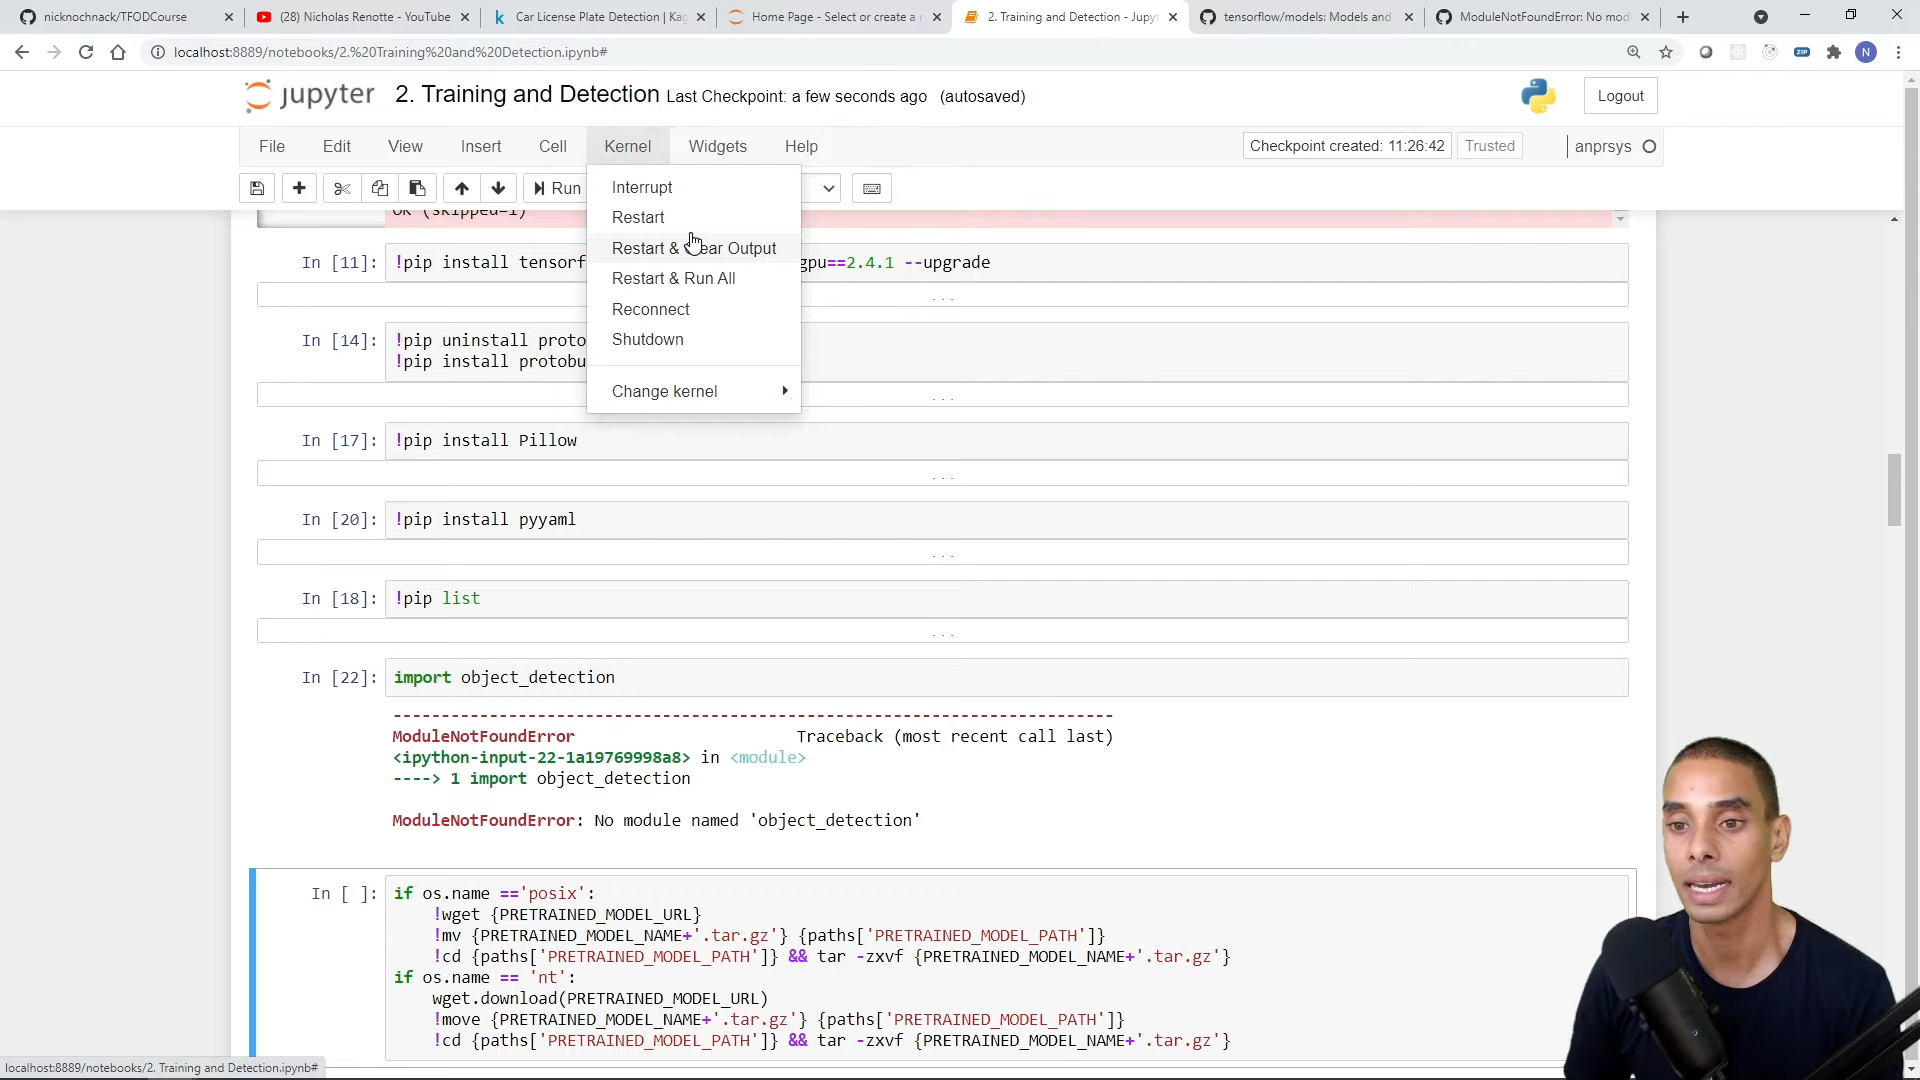 nicknochnack/TFODCourse
(28) Nicholas Renotte - YouTube
Car License Plate Detection | Kag
Home Page - Select or create a n
2. Training and Detection - Jupyt
tensorflow/models: Models and
ModuleNotFoundError: No mod
localhost:8889/notebooks/2.%20Training%20and%20Detection.ipynb#
ZIP
N
jupyter 2. Training and Detection Last Checkpoint: a few seconds ago (autosaved)
Logout
File Edit View Insert Cell Kernel Widgets Help
Checkpoint created: 11:26:42 Trusted anprsys
Run
Interrupt
Restart
Restart & ear Output
Restart & Run All
Reconnect
Shutdown
Change kernel
OK (skipped=1)
In [11]: !pip install tensorf gpu==2.4.1 --upgrade
...
In [14]: !pip uninstall proto
!pip install protobu
...
In [17]: !pip install Pillow
...
In [20]: !pip install pyyaml
...
In [18]: !pip list
...
In [22]: import object_detection
---------------------------------------------------------------------------
ModuleNotFoundError Traceback (most recent call last)
<ipython-input-22-1a19769998a8> in <module>
----> 1 import object_detection
ModuleNotFoundError: No module named 'object_detection'
In [ ]: if os.name =='posix':
!wget {PRETRAINED_MODEL_URL}
!mv {PRETRAINED_MODEL_NAME+'.tar.gz'} {paths['PRETRAINED_MODEL_PATH']}
!cd {paths['PRETRAINED_MODEL_PATH']} && tar -zxvf {PRETRAINED_MODEL_NAME+'.tar.gz'}
if os.name == 'nt':
wget.download(PRETRAINED_MODEL_URL)
!move {PRETRAINED_MODEL_NAME+'.tar.gz'} {paths['PRETRAINED_MODEL_PATH']}
!cd {paths['PRETRAINED_MODEL_PATH']} && tar -zxvf {PRETRAINED_MODEL_NAME+'.tar.gz'}
localhost:8889/notebooks/2. Training and Detection.ipynb#